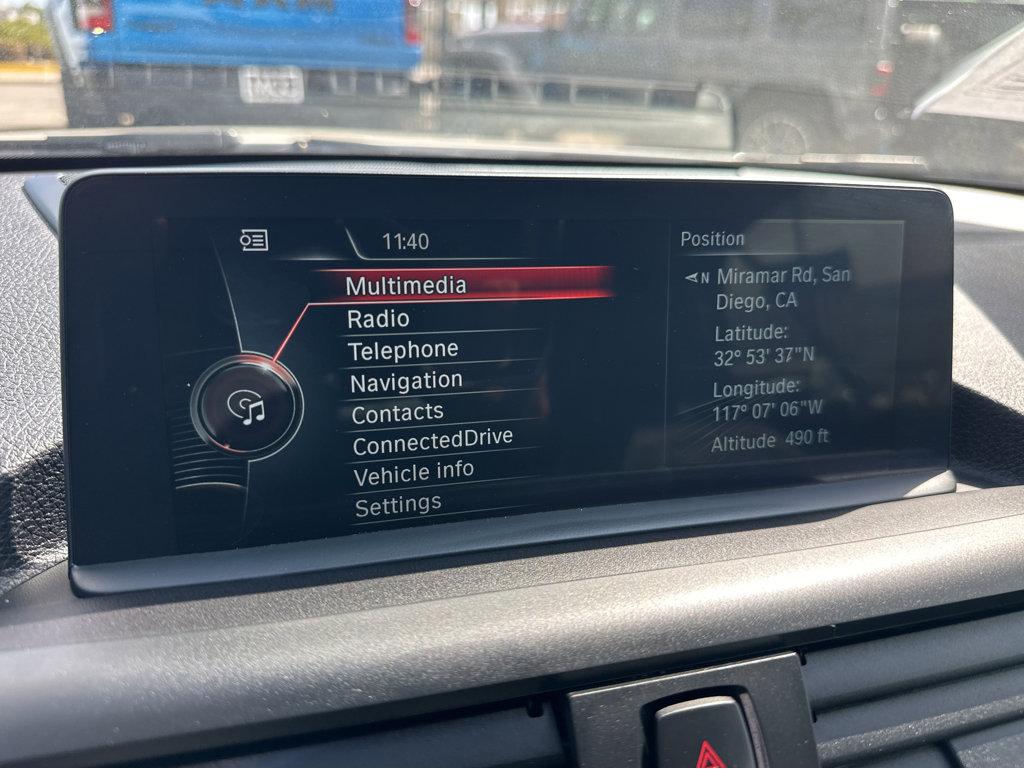 11:40
Multimedia
Radio
Telephone
Navigation
Contacts
ConnectedDrive
Vehicle info
Settings
Position
N Miramar Rd, San
Diego, CA
Latitude:
32° 53' 37"N
Longitude:
117° 07' 06"W
Altitude 490 ft